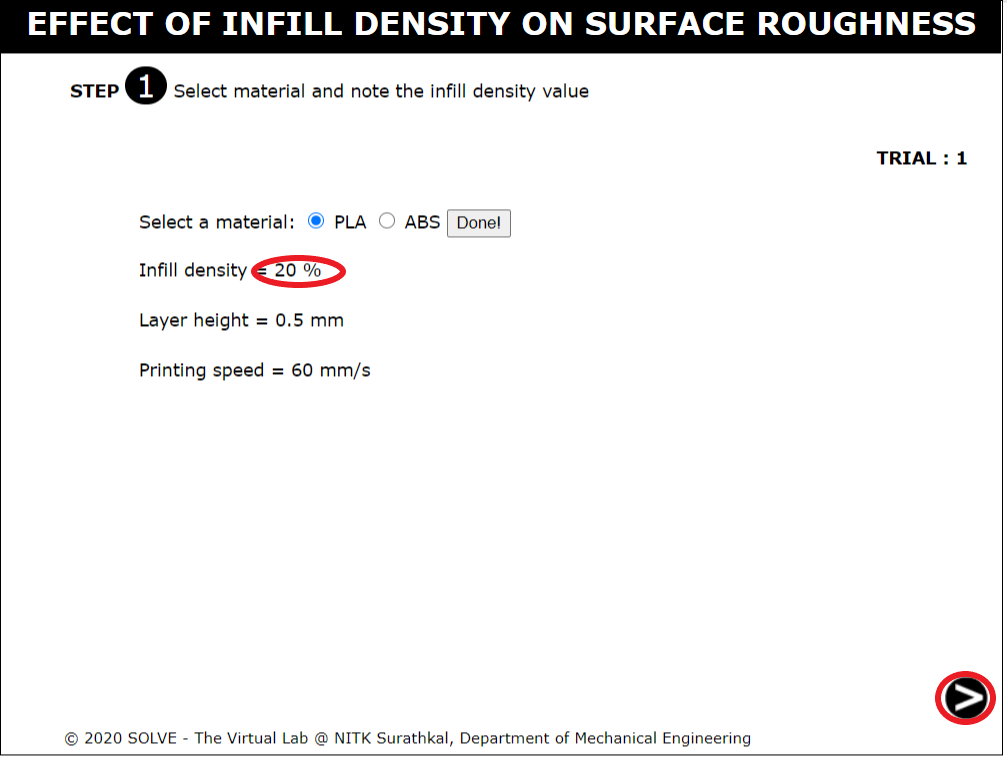 EFFECT OF INFILL DENSITY ON SURFACE ROUGHNESS
STEP 1 Select material and note the infill density value
TRIAL : 1
Select a material: PLA ABS Done!
Infill density = 20 %
Layer height = 0.5 mm
Printing speed = 60 mm/s
>
© 2020 SOLVE - The Virtual Lab @ NITK Surathkal, Department of Mechanical Engineering